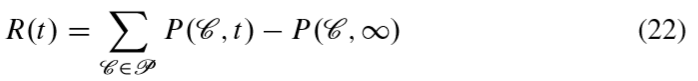 R(t) = ∑_{𝒞∈𝒫} P(𝒞, t) − P(𝒞, ∞) (22)